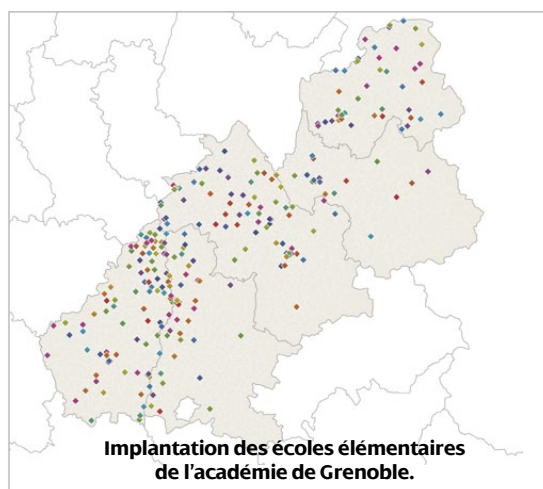 Implantation des écoles élémentaires
de l’académie de Grenoble.